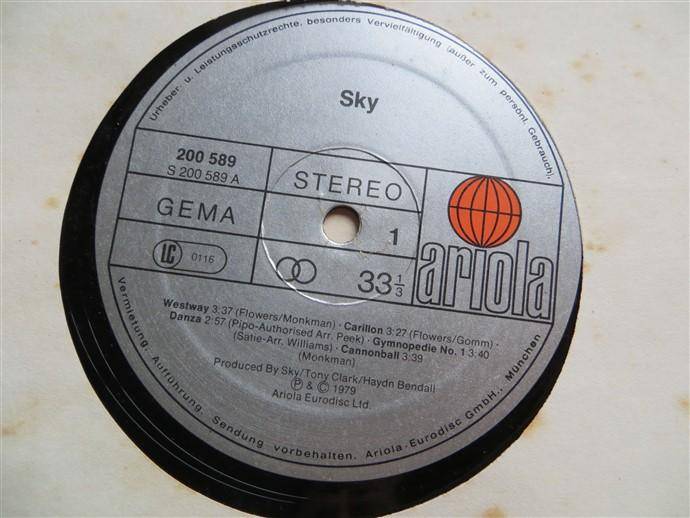 Urheber u. Leistungsschutzrechte, besonders Vervielfältigung (außer zum persönl. Gebrauch),
Sky
200 589
S 200 589 A
STEREO
GEMA
1
LC 0116
33 1/3
ariola
Westway 3:37 (Flowers/Monkman) · Carillon 3:27 (Flowers/Gomm) ·
Danza 2:57 (Pipo-Authorised Arr. Peek) · Gymnopedie No. 1 3:40
(Satie-Arr. Williams) · Cannonball 3:39
(Monkman)
Produced By Sky/Tony Clark/Haydn Bendall
Ⓟ & © 1979
Ariola Eurodisc Ltd.
Vermietung, Aufführung, Sendung vorbehalten. Ariola-Eurodisc GmbH., München